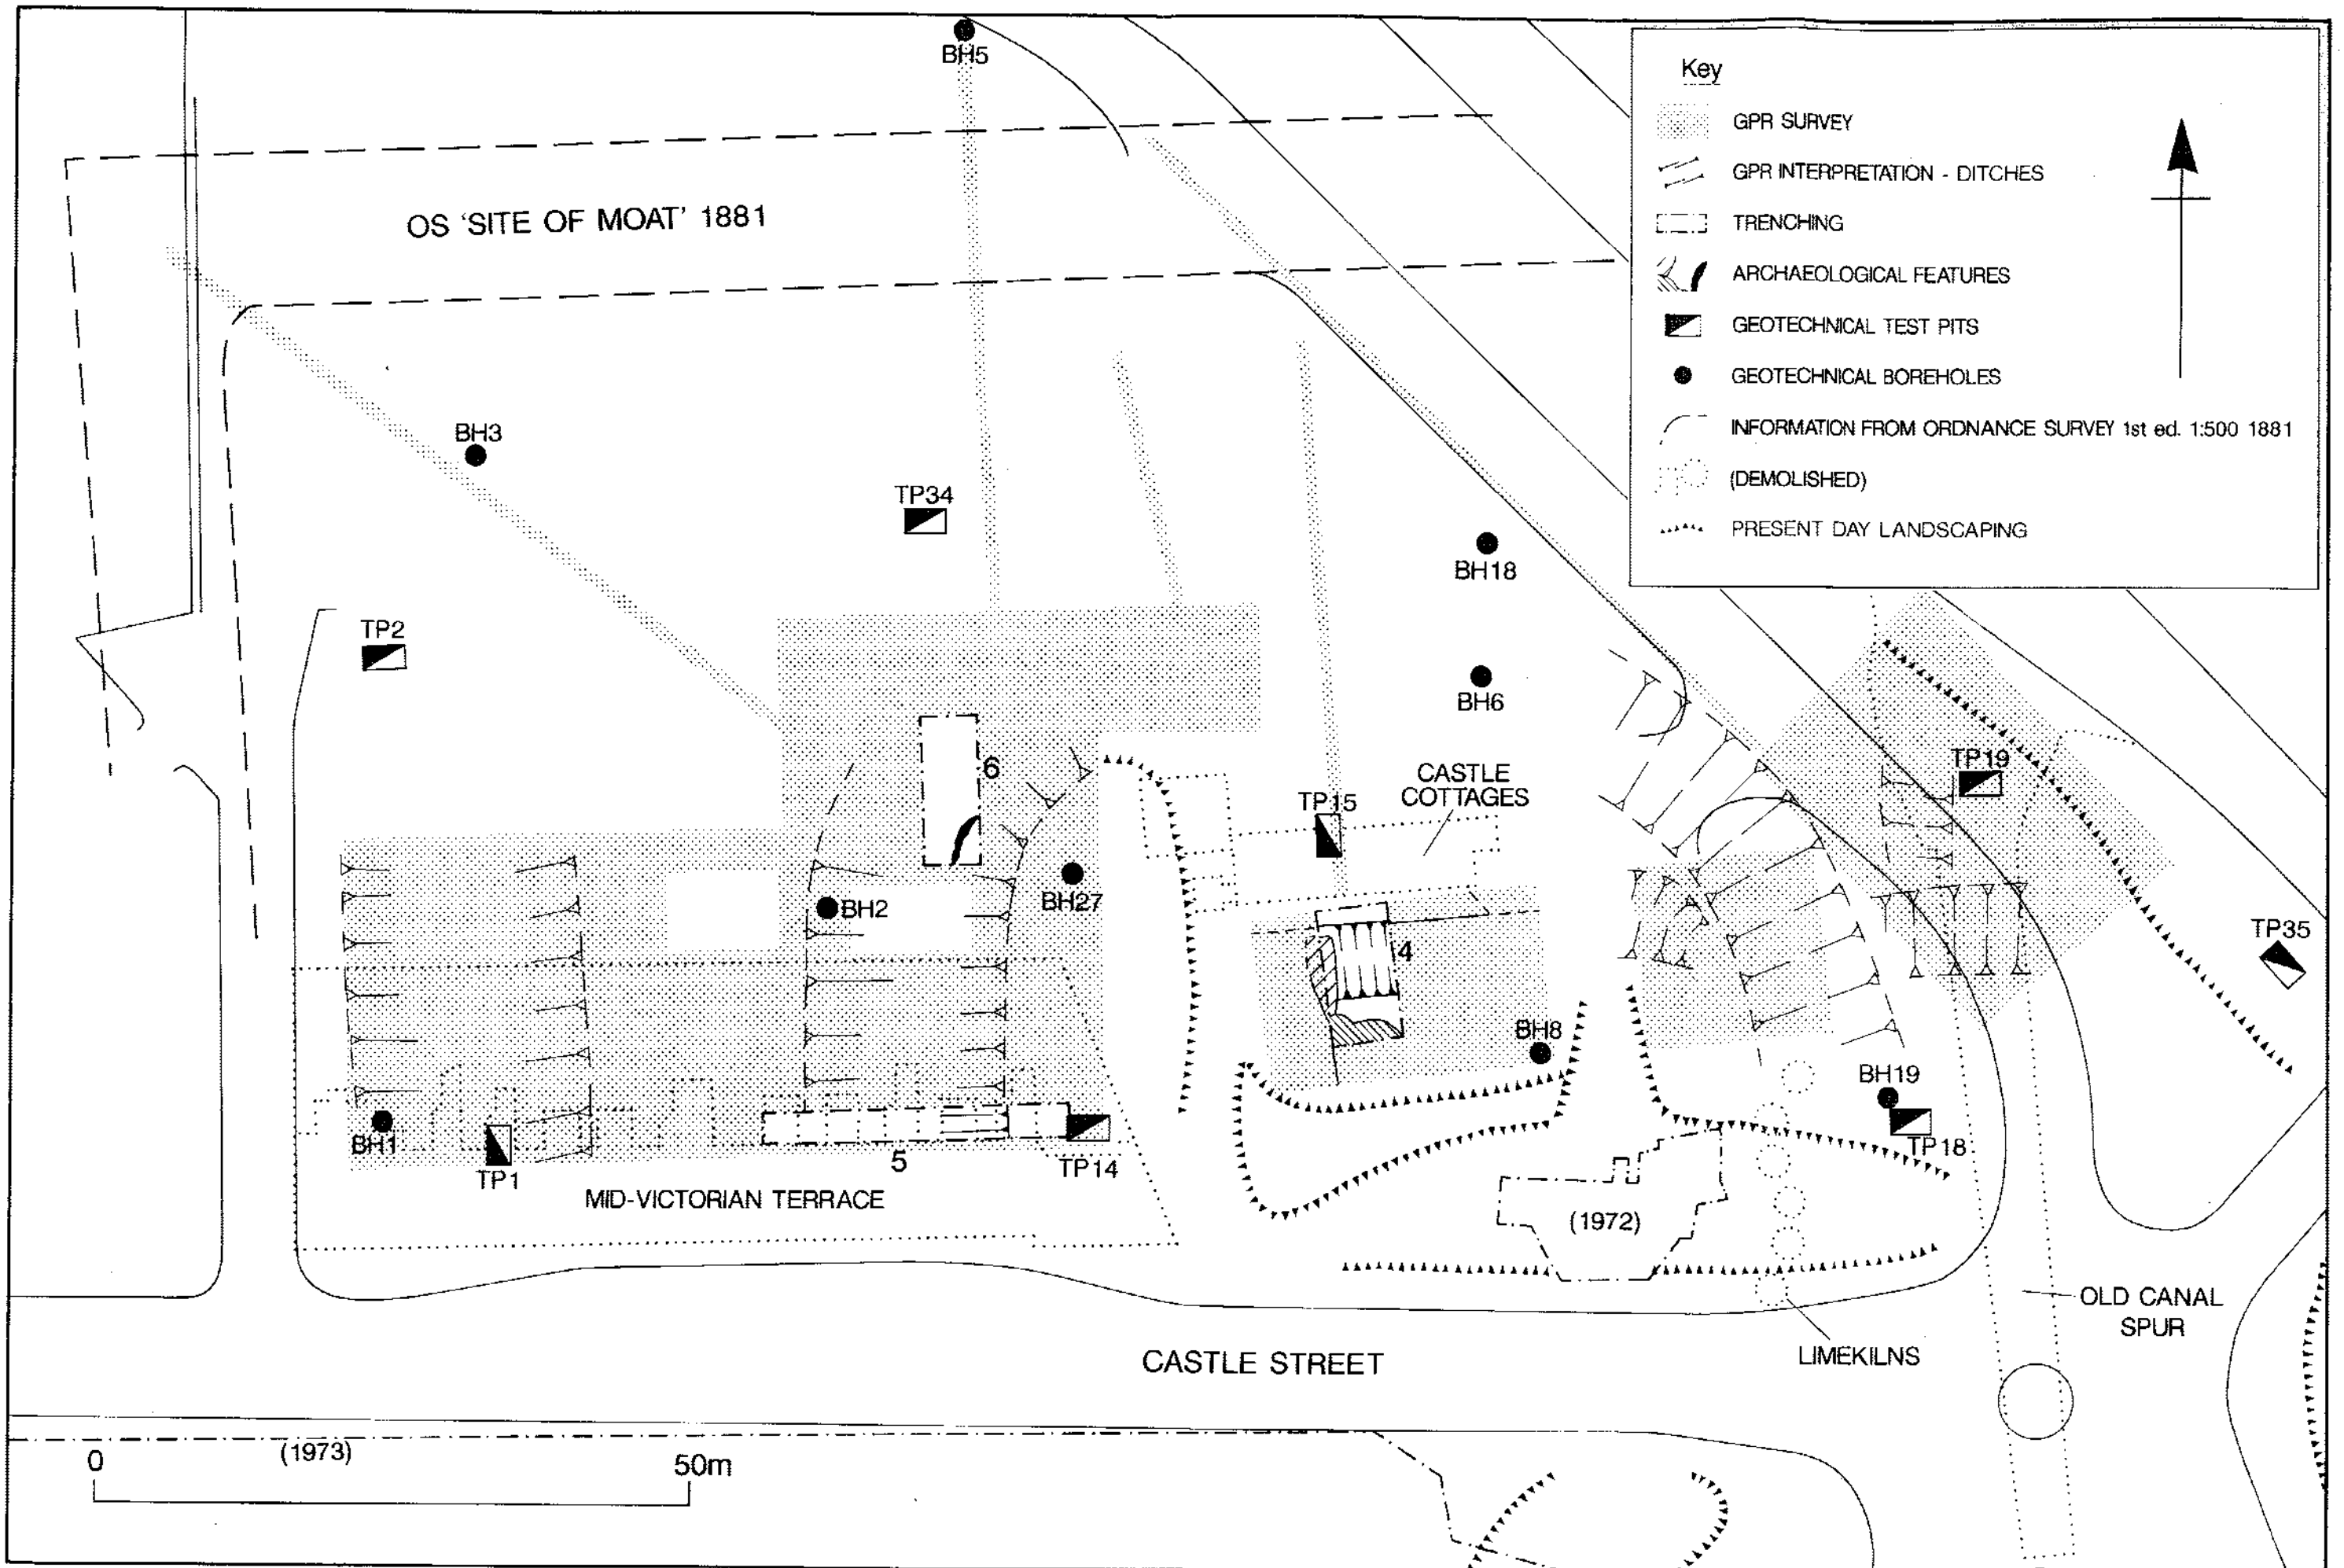 BH5
Key
GPR SURVEY
GPR INTERPRETATION - DITCHES
TRENCHING
ARCHAEOLOGICAL FEATURES
GEOTECHNICAL TEST PITS
GEOTECHNICAL BOREHOLES
INFORMATION FROM ORDNANCE SURVEY 1st ed. 1:500 1881
(DEMOLISHED)
PRESENT DAY LANDSCAPING
OS 'SITE OF MOAT' 1881
BH3
TP34
BH18
TP2
BH6
6
CASTLE
COTTAGES
TP15
TP19
BH27
BH2
4
TP35
BH8
BH19
BH1
TP1
5
TP14
TP18
MID-VICTORIAN TERRACE
(1972)
OLD CANAL
SPUR
LIMEKILNS
CASTLE STREET
(1973)
0
50m